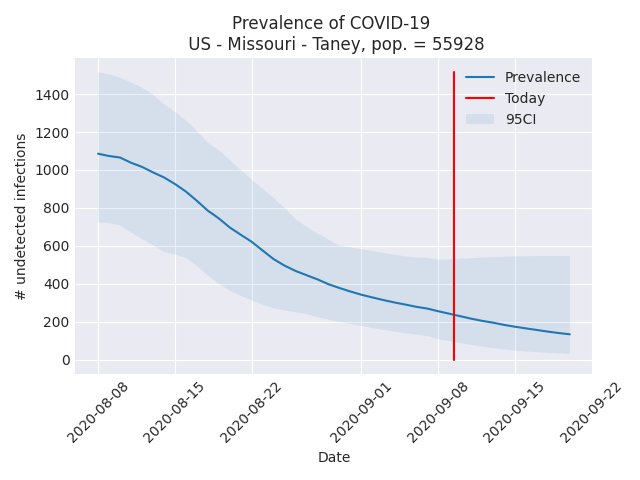 Prevalence of COVID-19
US - Missouri - Taney, pop. = 55928
Prevalence
Today
95CI
# undetected infections
1400
1200
1000
800
600
400
200
0
2020-08-08
2020-08-15
2020-08-22
2020-09-01
2020-09-08
2020-09-15
2020-09-22
Date